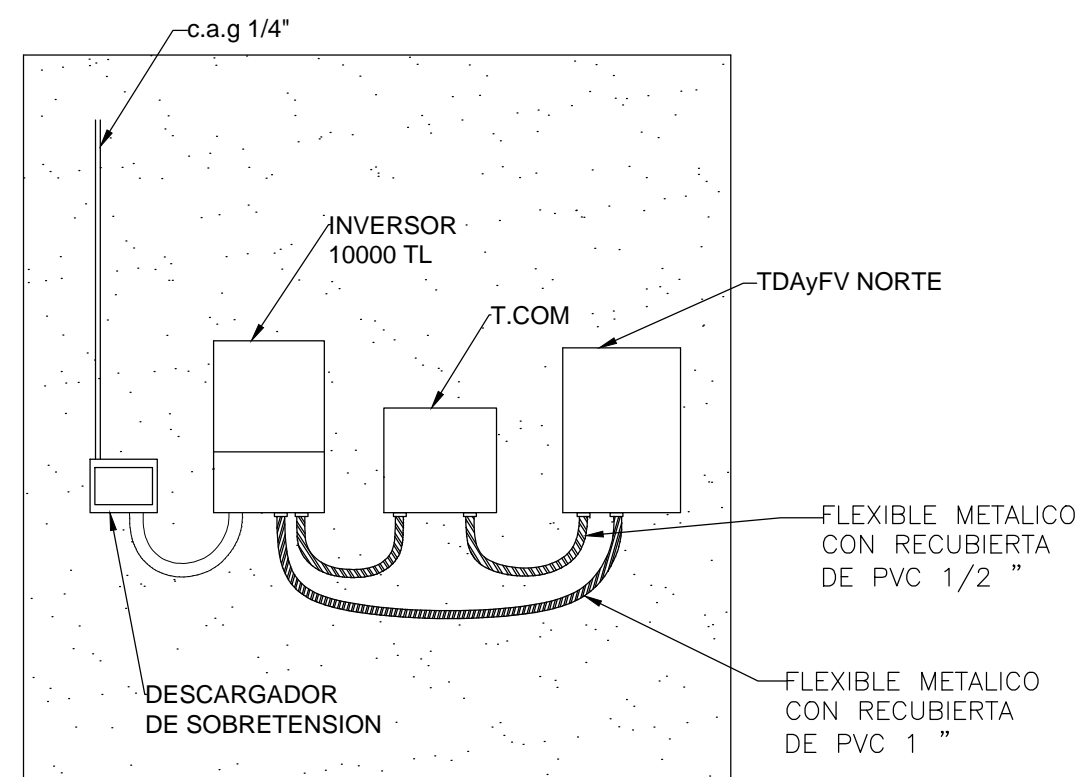 c.a.g 1/4"
INVERSOR
10000 TL
TDAyFV NORTE
T.COM
FLEXIBLE METALICO
CON RECUBIERTA
DE PVC 1/2 "
DESCARGADOR
DE SOBRETENSION
FLEXIBLE METALICO
CON RECUBIERTA
DE PVC 1 "